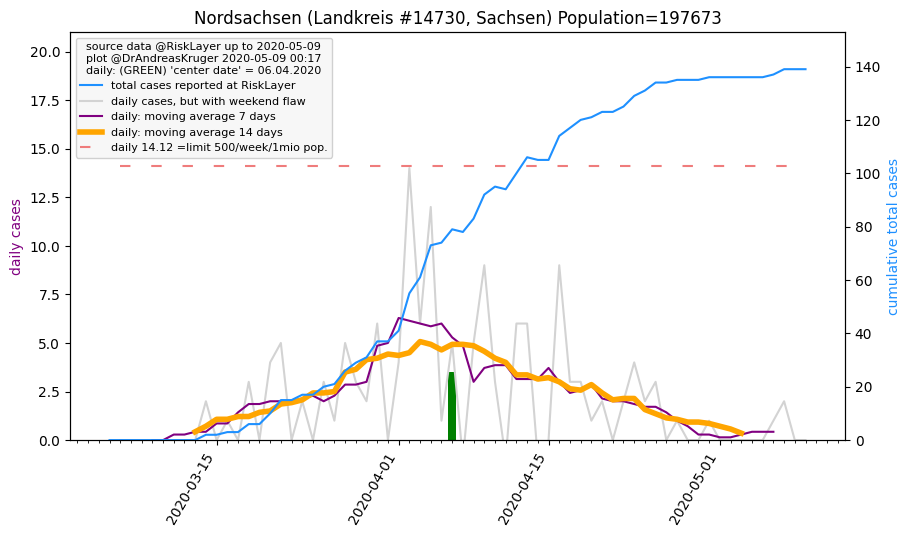 Nordsachsen (Landkreis #14730, Sachsen) Population=197673
source data @RiskLayer up to 2020-05-09
plot @DrAndreasKruger 2020-05-09 00:17
daily: (GREEN) 'center date' = 06.04.2020
total cases reported at RiskLayer
daily cases, but with weekend flaw
daily: moving average 7 days
daily: moving average 14 days
daily 14.12 =limit 500/week/1mio pop.
daily cases
20.0
17.5
15.0
12.5
10.0
7.5
5.0
2.5
0.0
cumulative total cases
140
120
100
80
60
40
20
0
2020-03-15
2020-04-01
2020-04-15
2020-05-01